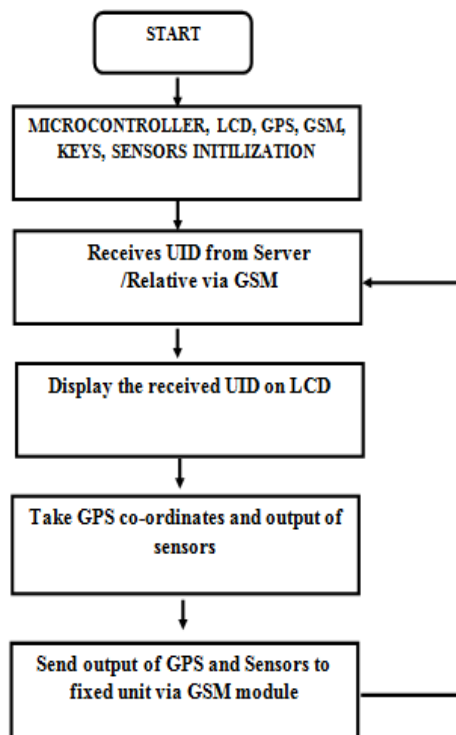 START
MICROCONTROLLER, LCD, GPS, GSM,
KEYS, SENSORS INITILIZATION
Receives UID from Server
/Relative via GSM
Display the received UID on LCD
Take GPS co-ordinates and output of
sensors
Send output of GPS and Sensors to
fixed unit via GSM module